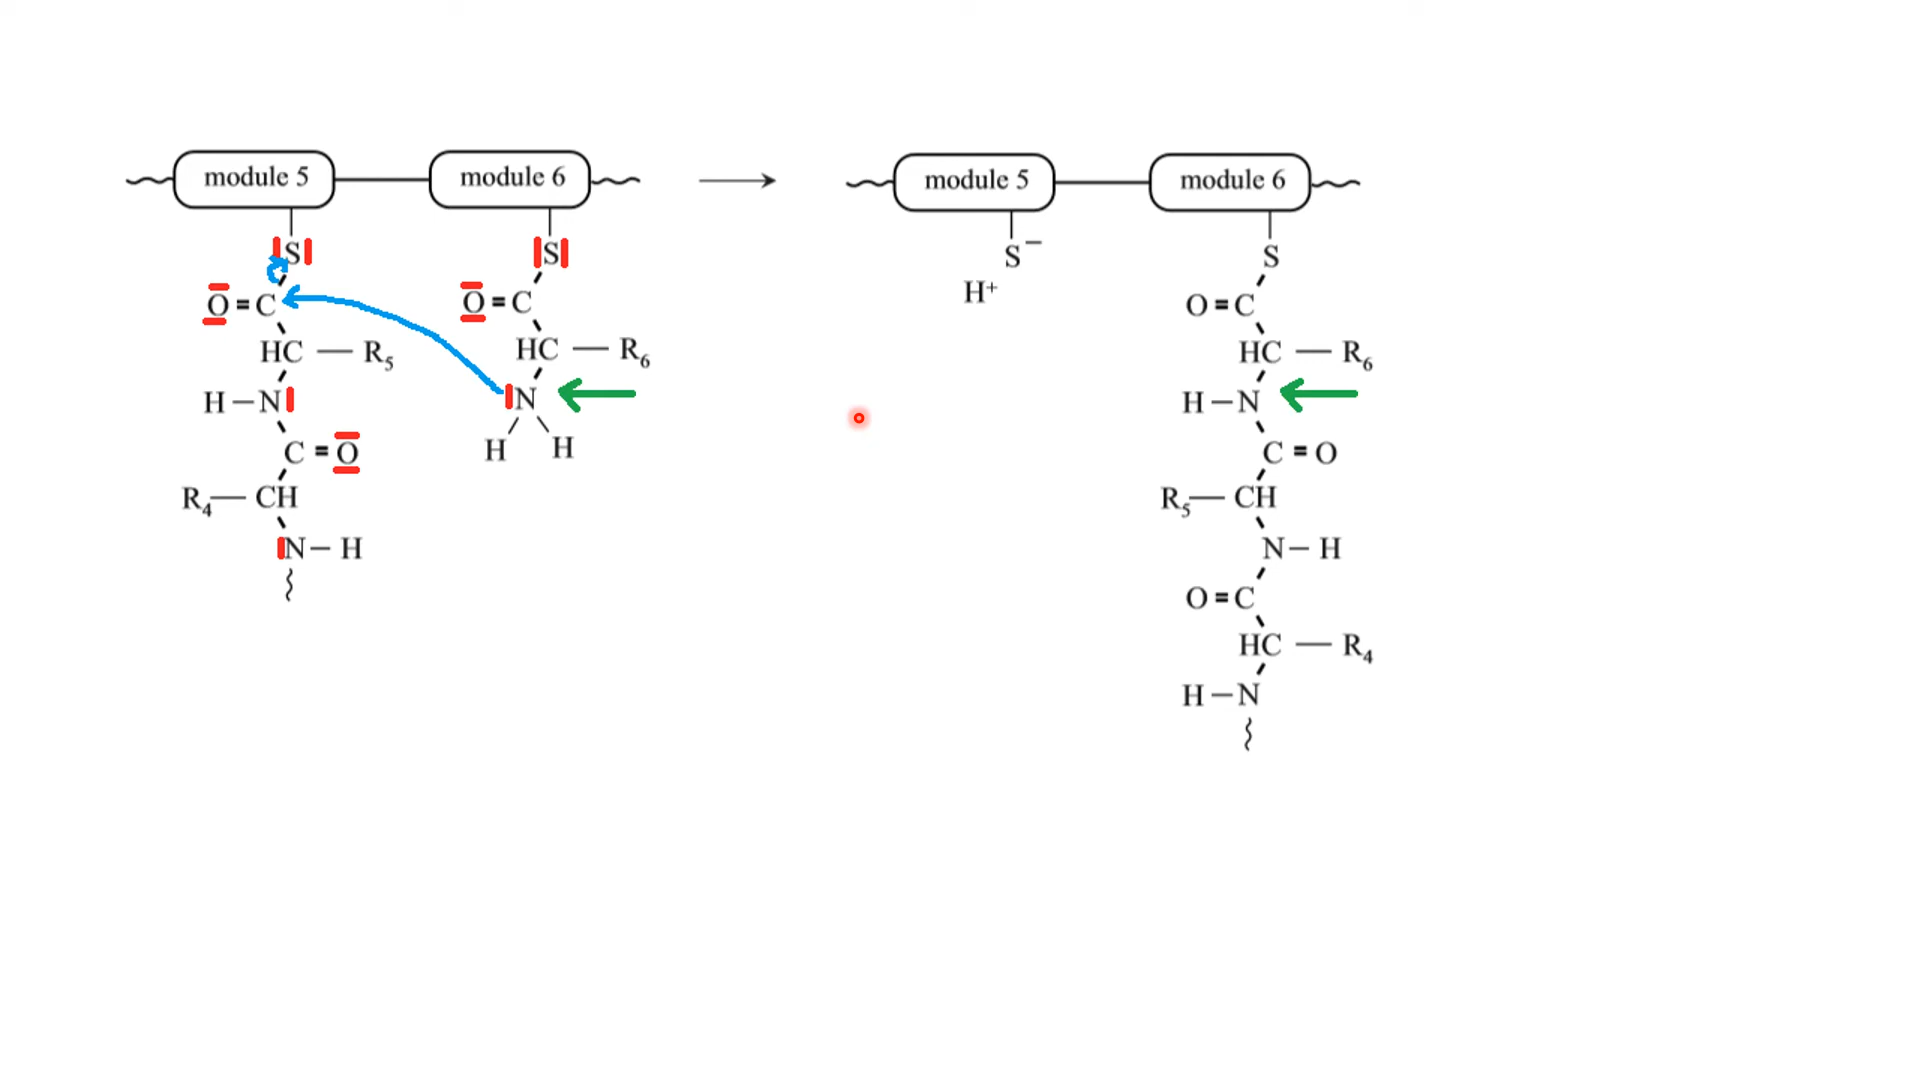 module 5 module 6 module 5 module 6
S S S⁻ S
H⁺
O=C O=C O=C
HC — R₅ HC — R₆ HC — R₆
H—N N H—N
H H
C=O C=O
R₄— CH R₅— CH
N— H N— H
O=C
HC — R₄
H—N